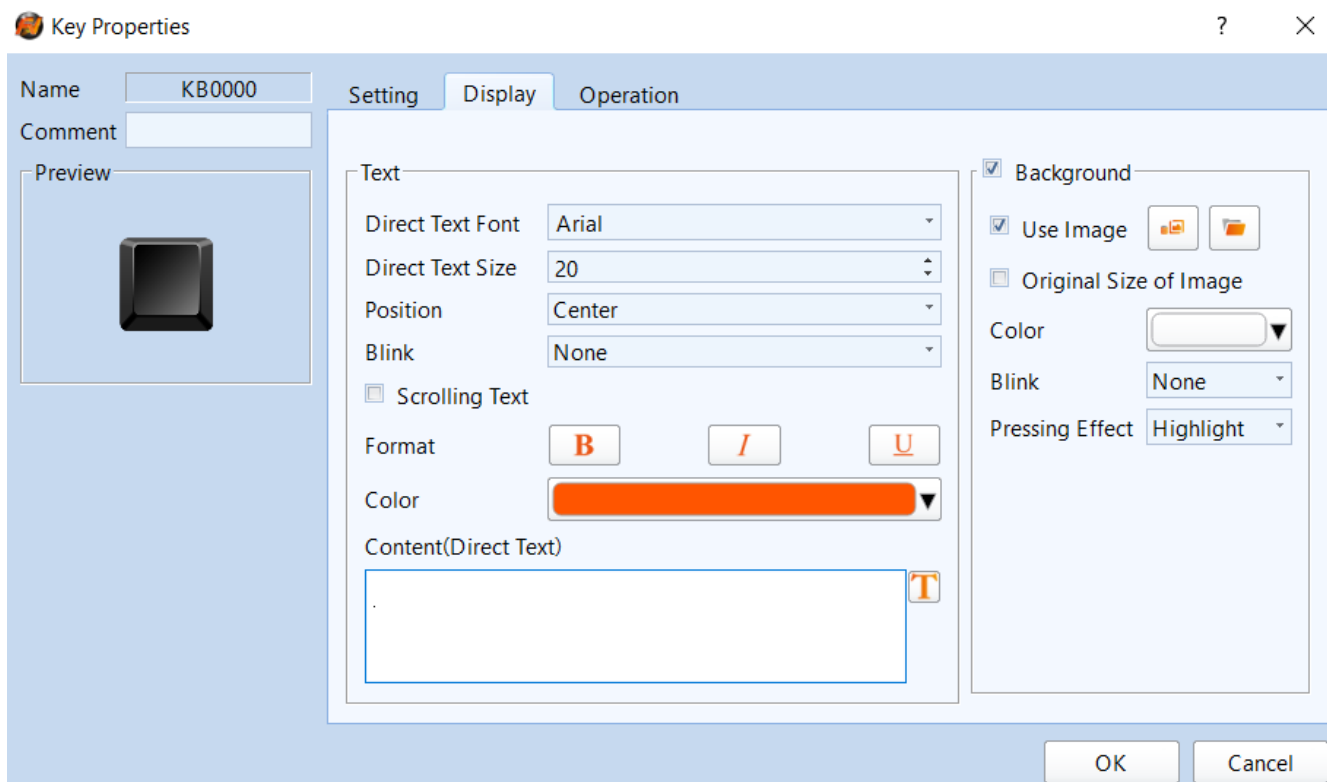 Key Properties
?
Name KB0000
Comment
Preview
Setting Display Operation
Text
Direct Text Font Arial
Direct Text Size 20
Position Center
Blink None
Scrolling Text
Format B I U
Color
Content(Direct Text)
.
T
Background
Use Image
Original Size of Image
Color
Blink None
Pressing Effect Highlight
OK Cancel